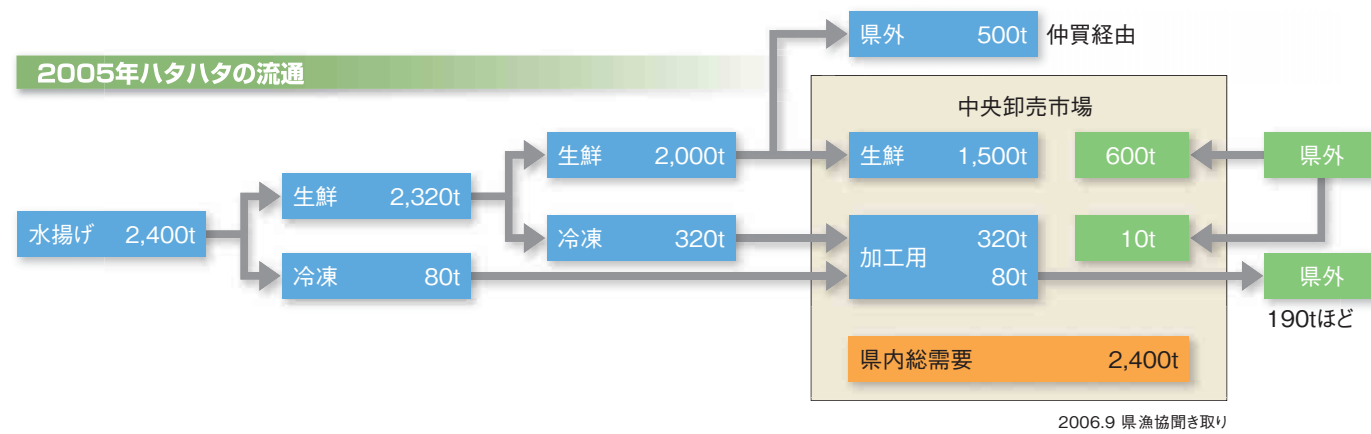 2005年ハタハタの流通
県外 500t 仲買経由
中央卸売市場
生鮮 2,000t
生鮮 1,500t
600t
県外
生鮮 2,320t
水揚げ 2,400t
冷凍 320t
加工用 320t
80t
10t
冷凍 80t
県外
190tほど
県内総需要 2,400t
2006.9 県漁協聞き取り